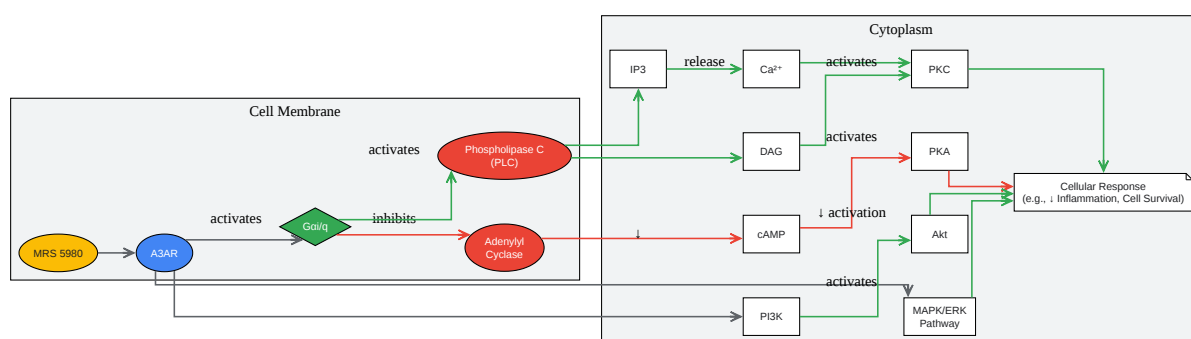 Cytoplasm
IP3
release
Ca²⁺
activates
PKC
Cell Membrane
activates
Phospholipase C
(PLC)
DAG
activates
PKA
Cellular Response
(e.g., ↓ Inflammation, Cell Survival)
activates
Gαi/q
inhibits
↓ activation
MRS 5980
A3AR
Adenylyl
Cyclase
↓
cAMP
Akt
activates
PI3K
MAPK/ERK
Pathway